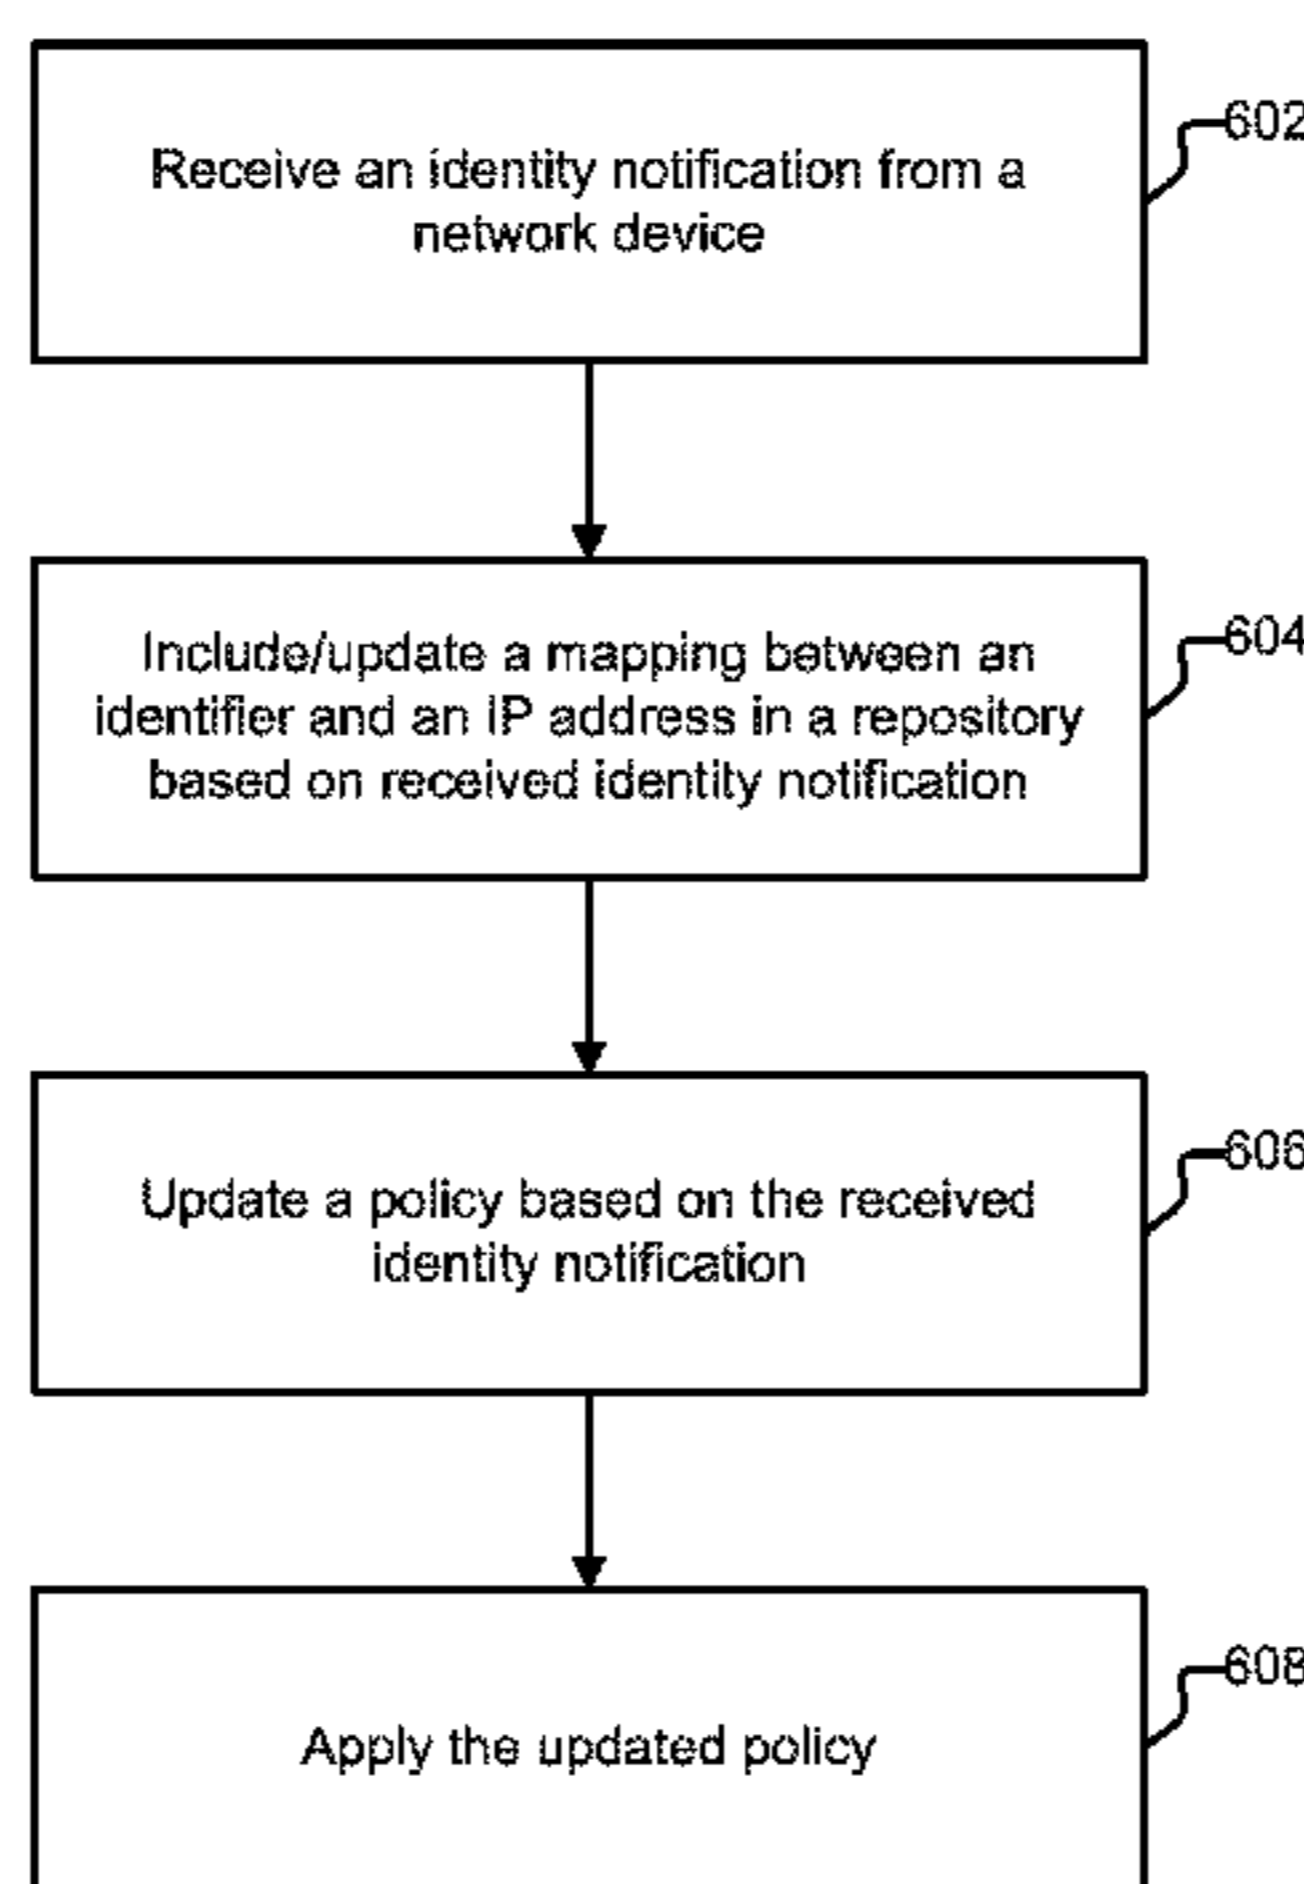 Receive an identity notification from a
network device
602
Include/update a mapping between an
identifier and an IP address in a repository
based on received identity notification
604
Update a policy based on the received
identity notification
606
Apply the updated policy
608